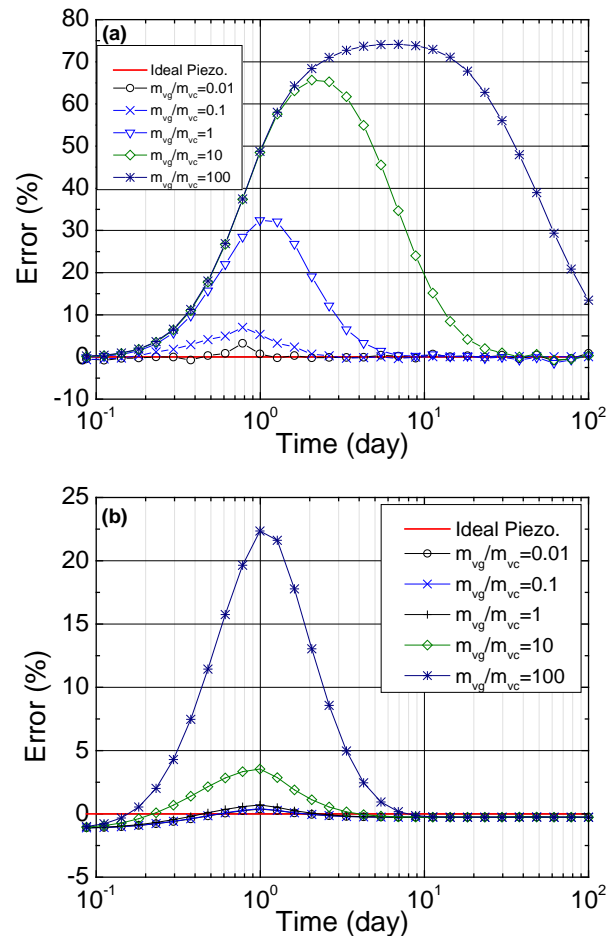 (a)
Ideal Piezo.
m_vg/m_vc=0.01
m_vg/m_vc=0.1
m_vg/m_vc=1
m_vg/m_vc=10
m_vg/m_vc=100
80
70
60
50
40
30
20
10
0
-10
Error (%)
10^-1
10^0
10^1
10^2
Time (day)
(b)
Ideal Piezo.
m_vg/m_vc=0.01
m_vg/m_vc=0.1
m_vg/m_vc=1
m_vg/m_vc=10
m_vg/m_vc=100
25
20
15
10
5
0
-5
Error (%)
10^-1
10^0
10^1
10^2
Time (day)